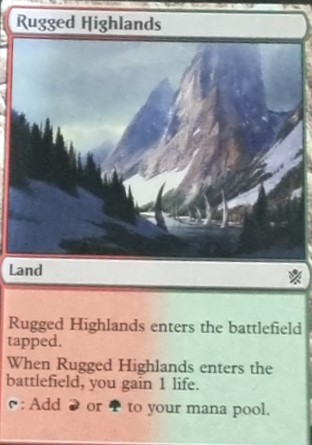 Rugged Highlands
Land
Rugged Highlands enters the battlefield
tapped.
When Rugged Highlands enters the
battlefield, you gain 1 life.
: Add or to your mana pool.